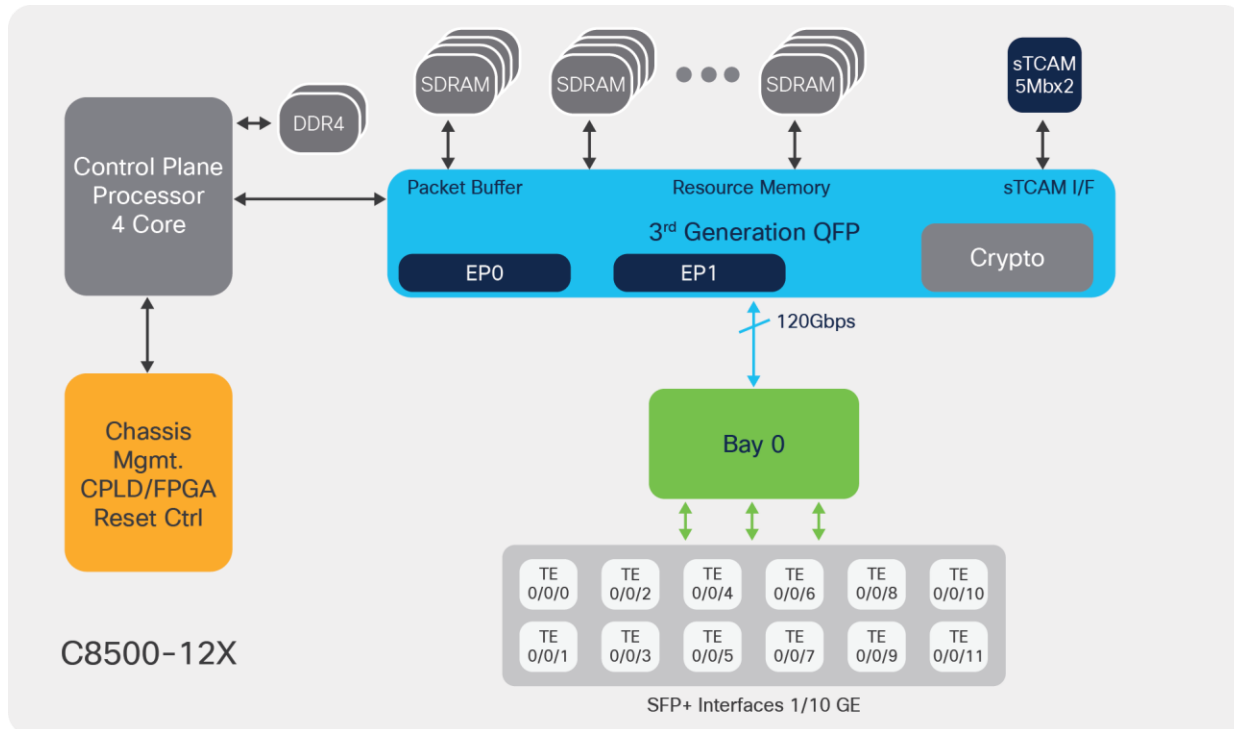 SDRAM
SDRAM
SDRAM
sTCAM
5Mbx2
DDR4
Control Plane
Processor
4 Core
Packet Buffer
Resource Memory
sTCAM I/F
3rd Generation QFP
EP0
EP1
Crypto
120Gbps
Chassis
Mgmt.
CPLD/FPGA
Reset Ctrl
Bay 0
TE
0/0/0
TE
0/0/2
TE
0/0/4
TE
0/0/6
TE
0/0/8
TE
0/0/10
TE
0/0/1
TE
0/0/3
TE
0/0/5
TE
0/0/7
TE
0/0/9
TE
0/0/11
C8500-12X
SFP+ Interfaces 1/10 GE